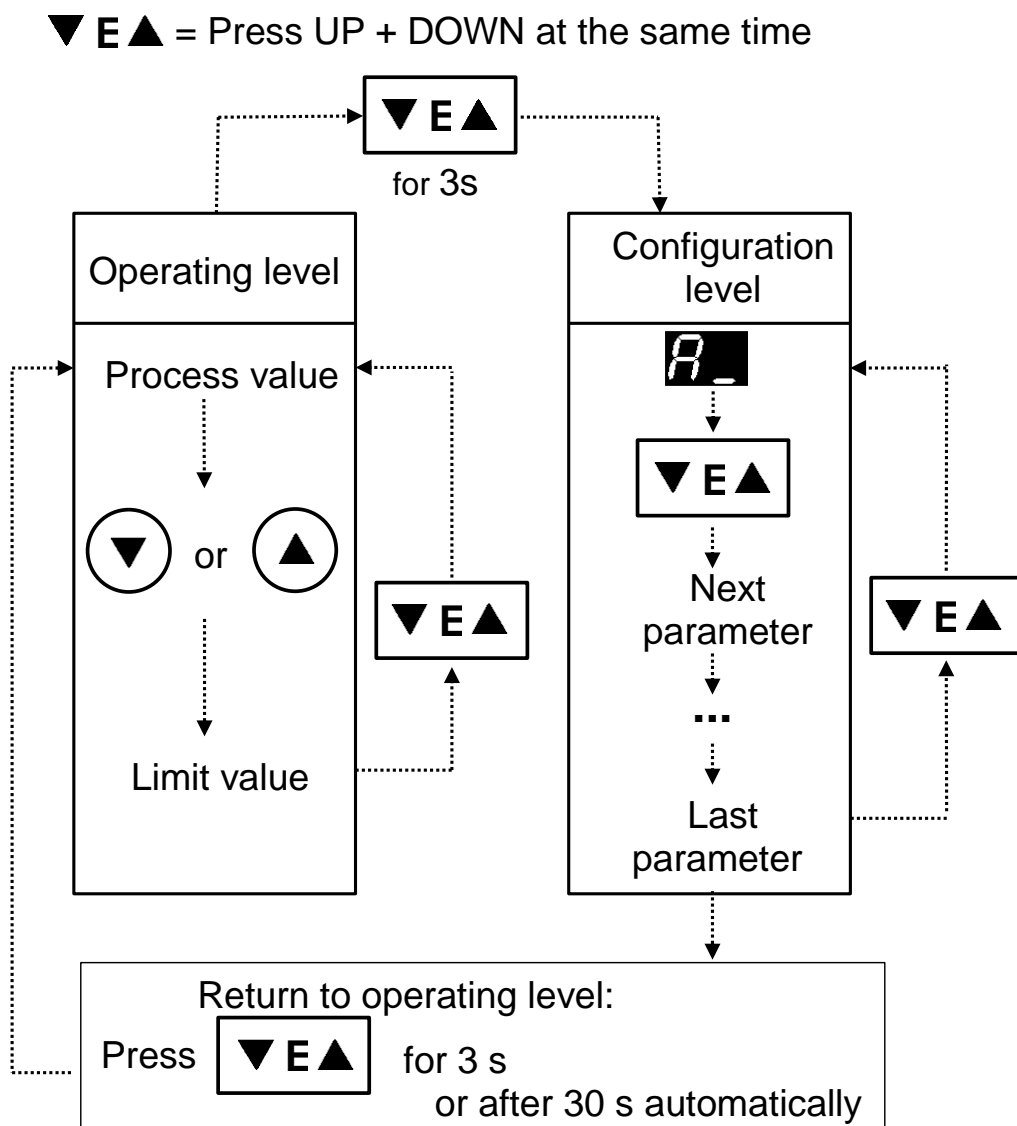 ▼ E ▲ = Press UP + DOWN at the same time
▼ E ▲
for 3s
Operating level
Process value
▼ or ▲
Limit value
▼ E ▲
Configuration
level
A _
▼ E ▲
Next
parameter
...
Last
parameter
▼ E ▲
Return to operating level:
Press ▼ E ▲ for 3 s
or after 30 s automatically